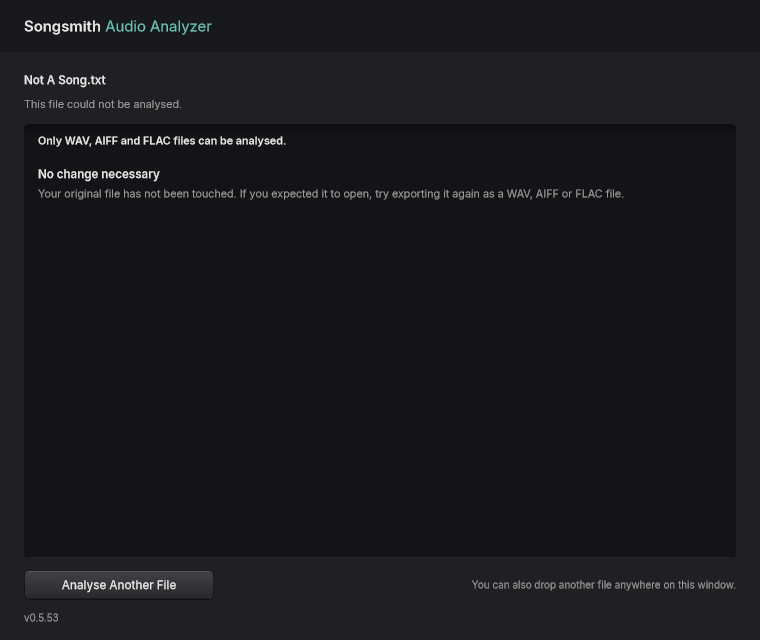 Songsmith Audio Analyzer
Not A Song.txt
This file could not be analysed.
Only WAV, AIFF and FLAC files can be analysed.
No change necessary
Your original file has not been touched. If you expected it to open, try exporting it again as a WAV, AIFF or FLAC file.
Analyse Another File
You can also drop another file anywhere on this window.
v0.5.53